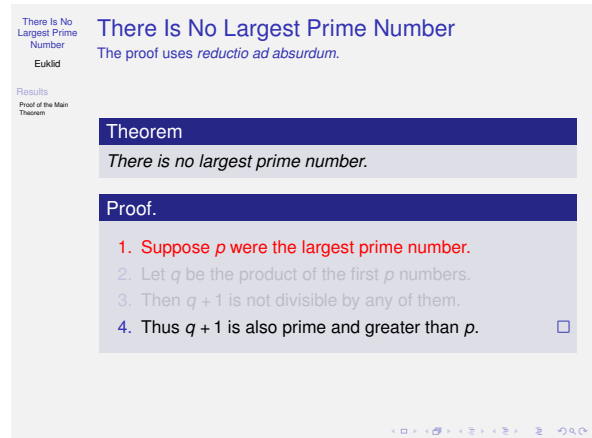 There Is No
Largest Prime
Number
Euklid
Results
Proof of the Main
Theorem
There Is No Largest Prime Number
The proof uses reductio ad absurdum.
Theorem
There is no largest prime number.
Proof.
1. Suppose p were the largest prime number.
2. Let q be the product of the first p numbers.
3. Then q + 1 is not divisible by any of them.
4. Thus q + 1 is also prime and greater than p. □